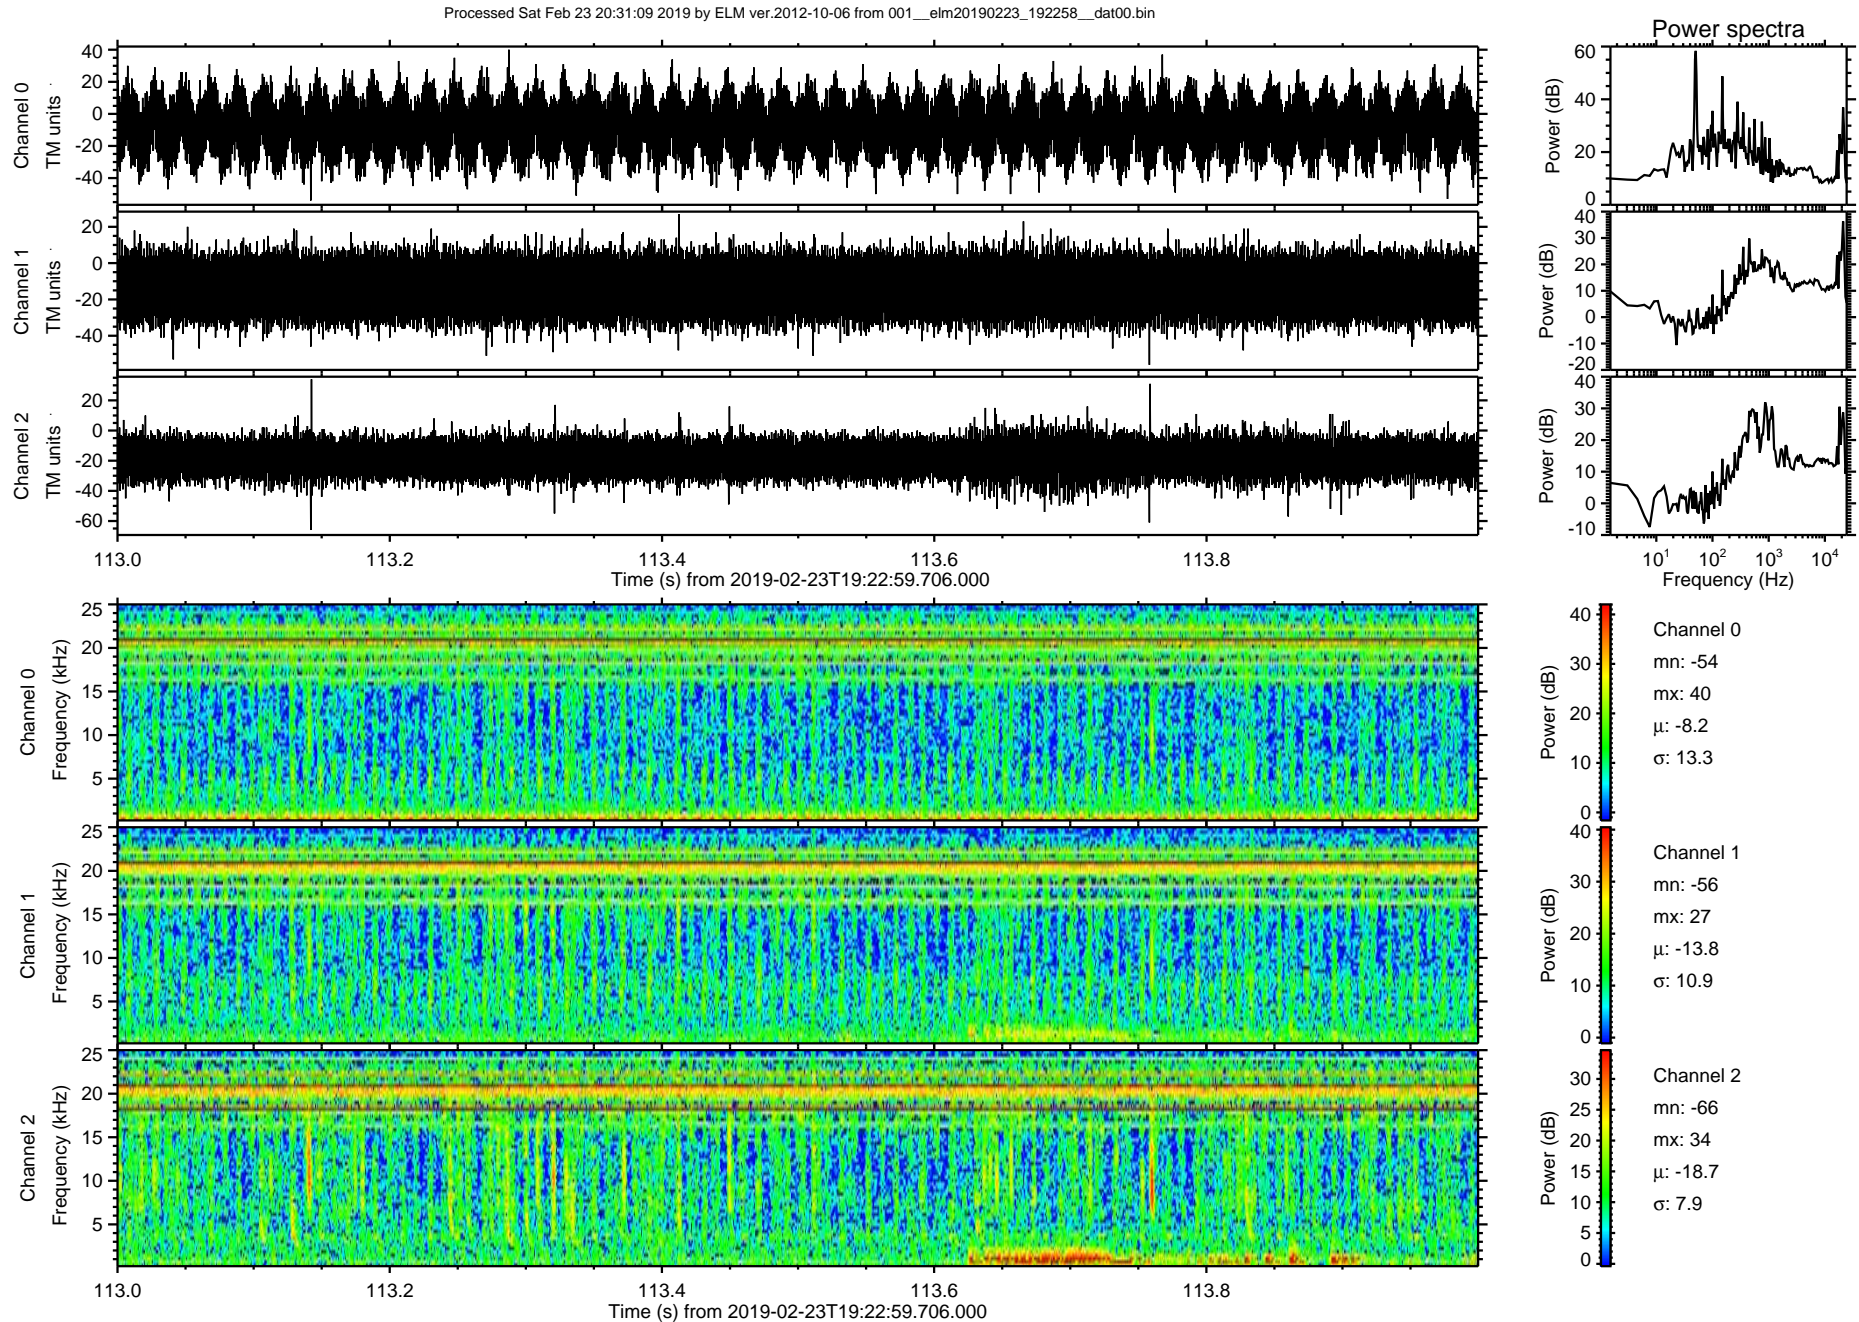 Processed Sat Feb 23 20:31:09 2019 by ELM ver.2012-10-06 from 001__elm20190223_192258__dat00.bin
Power spectra
Channel 0
TM units
40
20
0
-20
-40
Power (dB)
60
40
20
0
Channel 1
TM units
20
0
-20
-40
Power (dB)
40
30
20
10
0
-10
-20
Channel 2
TM units
20
0
-20
-40
-60
Power (dB)
40
30
20
10
0
-10
113.0 113.2 113.4 113.6 113.8
Time (s) from 2019-02-23T19:22:59.706.000
10^1 10^2 10^3 10^4
Frequency (Hz)
Channel 0
Frequency (kHz)
25
20
15
10
5
Power (dB)
40
30
20
10
0
Channel 0
mn: -54
mx: 40
μ: -8.2
σ: 13.3
Channel 1
Frequency (kHz)
25
20
15
10
5
Power (dB)
40
30
20
10
0
Channel 1
mn: -56
mx: 27
μ: -13.8
σ: 10.9
Channel 2
Frequency (kHz)
25
20
15
10
5
Power (dB)
30
25
20
15
10
5
0
Channel 2
mn: -66
mx: 34
μ: -18.7
σ: 7.9
113.0 113.2 113.4 113.6 113.8
Time (s) from 2019-02-23T19:22:59.706.000